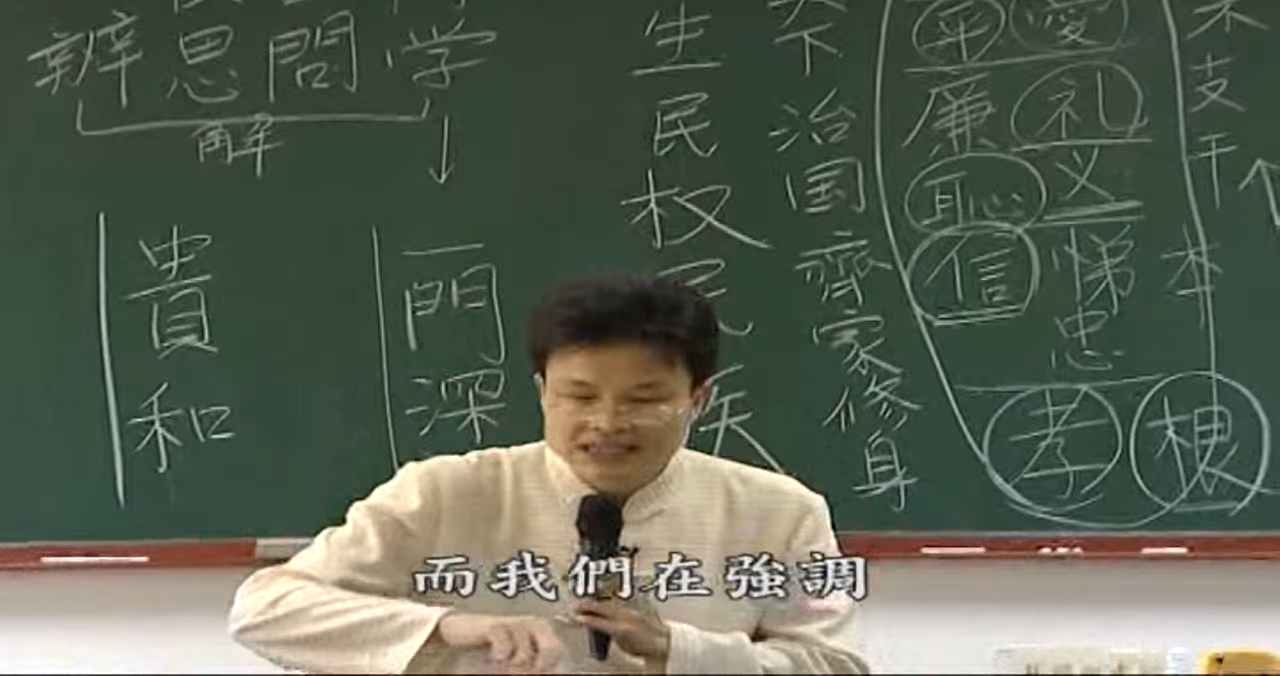 支干本根
愛礼义悌忠孝
平廉恥信
天下治国齊家修身
生民权民族
学問思辨
解
一門深
貴和
而我們在強調